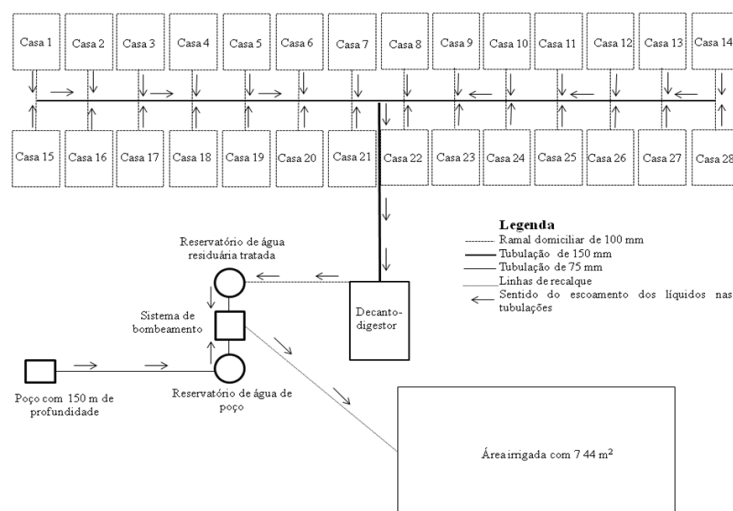 Casa 1 Casa 2 Casa 3 Casa 4 Casa 5 Casa 6 Casa 7 Casa 8 Casa 9 Casa 10 Casa 11 Casa 12 Casa 13 Casa 14
Casa 15 Casa 16 Casa 17 Casa 18 Casa 19 Casa 20 Casa 21 Casa 22 Casa 23 Casa 24 Casa 25 Casa 26 Casa 27 Casa 28
Legenda
Ramal domiciliar de 100 mm
Tubulação de 150 mm
Tubulação de 75 mm
Linhas de recalque
Sentido do escoamento dos líquidos nas
tubulações
Reservatório de água
residuária tratada
Sistema de
bombeamento
Decanto-
digestor
Poço com 150 m de
profundidade
Reservatório de água de
poço
Área irrigada com 7 44 m²